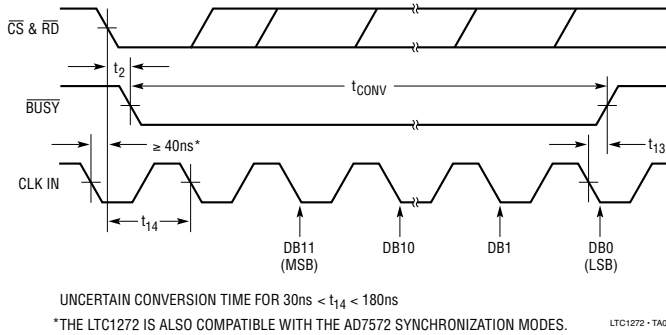 CS & RD
t2
tCONV
BUSY
≥ 40ns*
t13
CLK IN
t14
DB11
(MSB)
DB10
DB1
DB0
(LSB)
UNCERTAIN CONVERSION TIME FOR 30ns < t14 < 180ns
*THE LTC1272 IS ALSO COMPATIBLE WITH THE AD7572 SYNCHRONIZATION MODES.